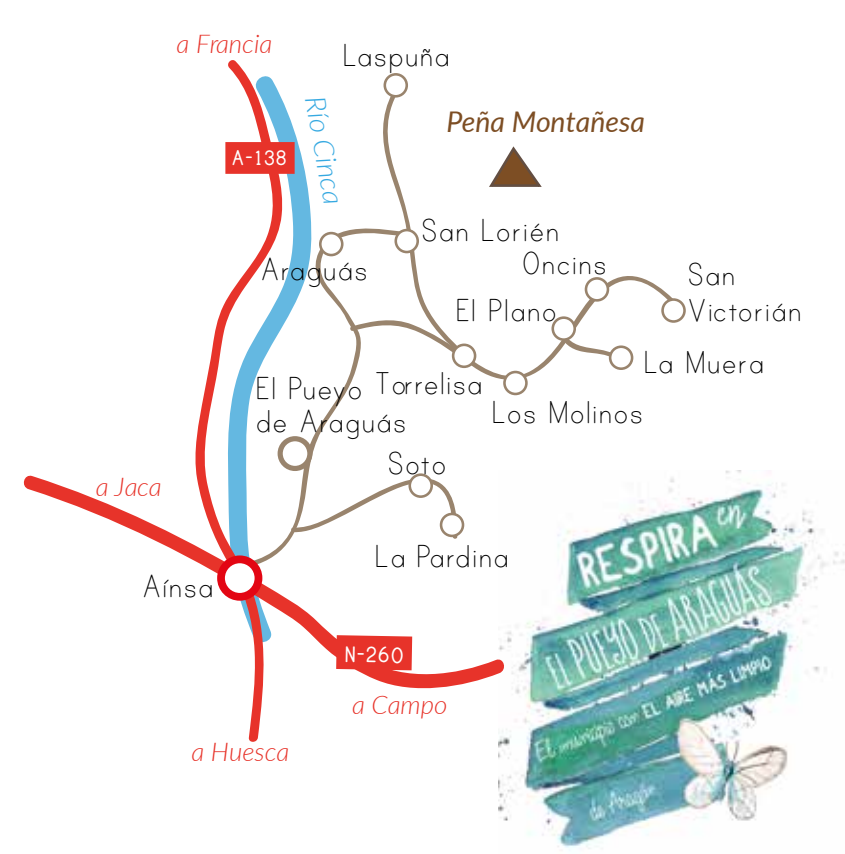 a Francia
Laspuña
Río Cinca
Peña Montañesa
A-138
San Lorién
Araguás
Oncins
San
Victorián
El Plano
La Muera
El Pueyo
de Araguás
Torrelisa
Los Molinos
Soto
a Jaca
La Pardina
Aínsa
N-260
a Campo
a Huesca
RESPIRA en
EL PUEYO DE ARAGUÁS
El municipio con EL AIRE MÁS LIMPIO
de Aragón